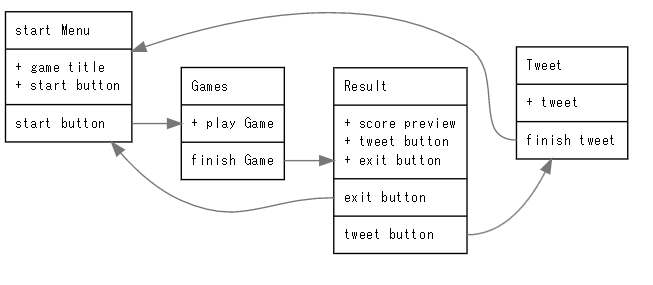 start Menu
+ game title
+ start button
start button
Games
+ play Game
finish Game
Result
+ score preview
+ tweet button
+ exit button
exit button
tweet button
Tweet
+ tweet
finish tweet